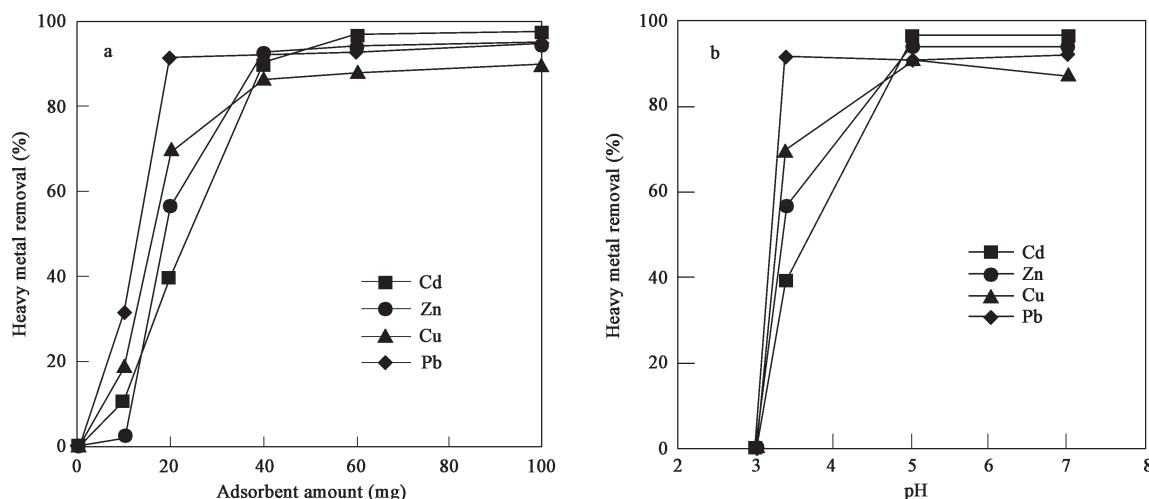 a
Heavy metal removal (%)
100
80
60
40
20
0
Cd
Zn
Cu
Pb
0 20 40 60 80 100
Adsorbent amount (mg)
b
Heavy metal removal (%)
100
80
60
40
20
0
Cd
Zn
Cu
Pb
2 3 4 5 6 7 8
pH